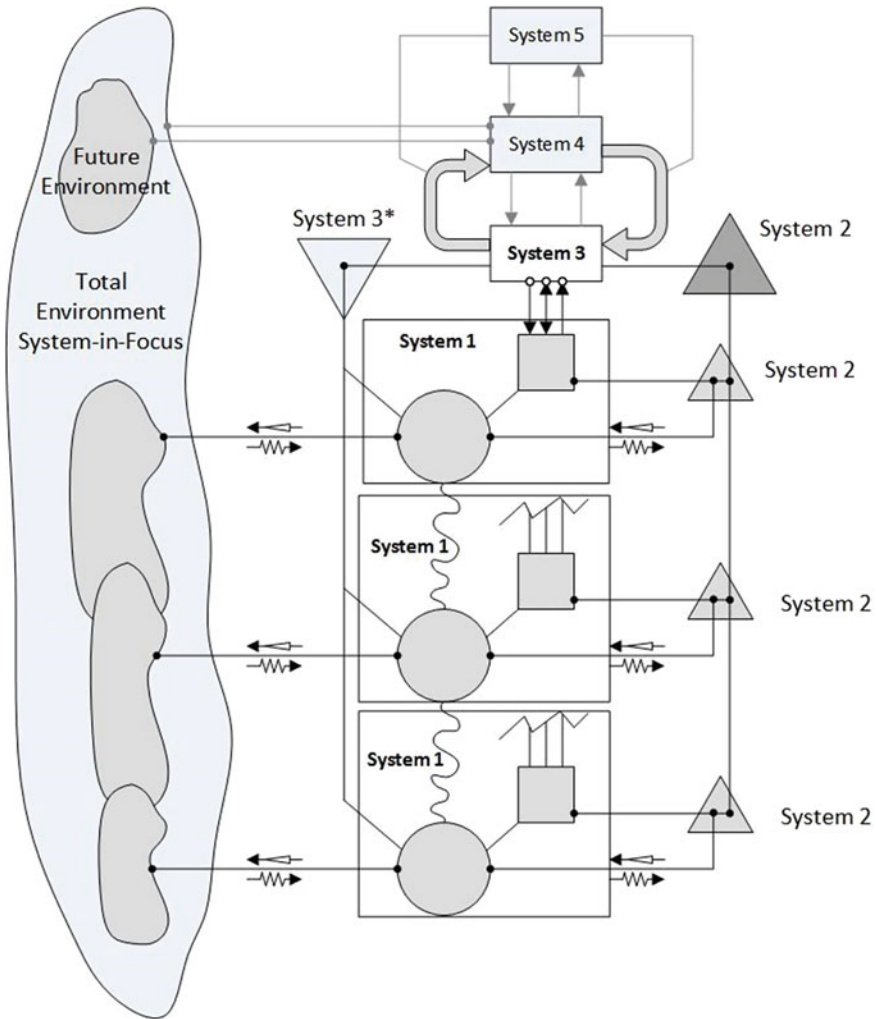 System 5
System 4
Future
Environment
System 3*
System 3
System 2
Total
Environment
System-in-Focus
System 1
System 2
System 1
System 2
System 1
System 2